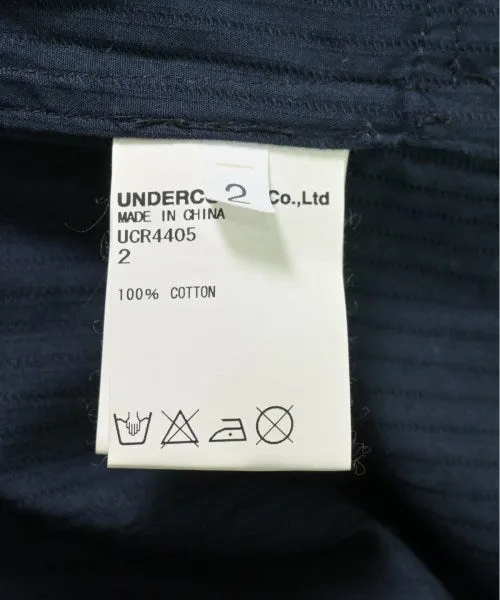 UNDERC 2 Co.,Ltd
MADE IN CHINA
UCR4405
2
100% COTTON